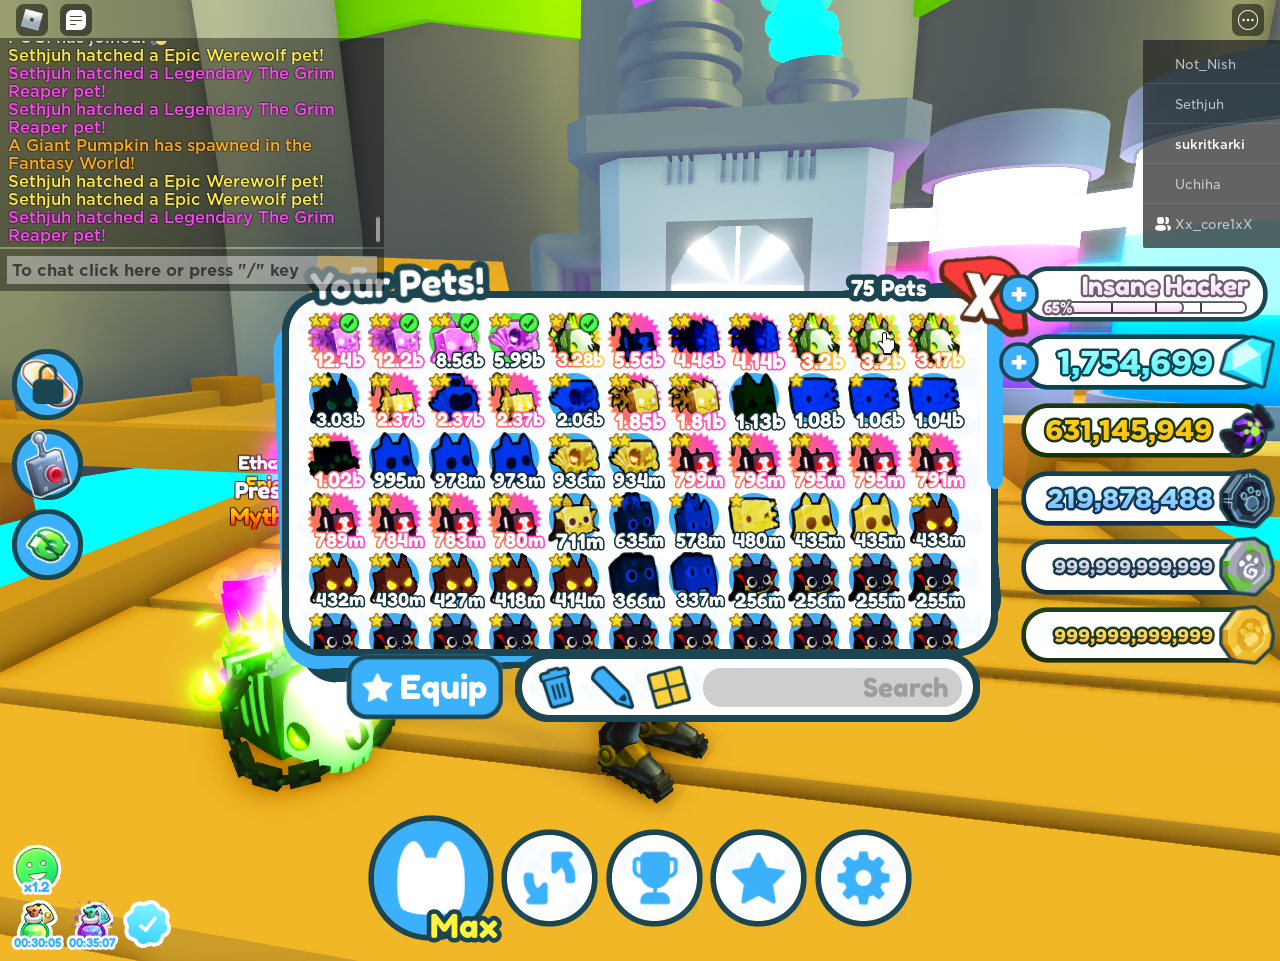 Sethjuh hatched a Epic Werewolf pet!
Sethjuh hatched a Legendary The Grim
Reaper pet!
Sethjuh hatched a Legendary The Grim
Reaper pet!
A Giant Pumpkin has spawned in the
Fantasy World!
Sethjuh hatched a Epic Werewolf pet!
Sethjuh hatched a Epic Werewolf pet!
Sethjuh hatched a Legendary The Grim
Reaper pet!
To chat click here or press "/" key
Not_Nish
Sethjuh
sukritkarki
Uchiha
Xx_core1xX
Your Pets!
75 Pets
X
12.4b 12.2b 8.56b 5.99b 3.28b 5.56b 4.46b 4.14b 3.2b 3.2b 3.17b
3.03b 2.37b 2.37b 2.37b 2.06b 1.85b 1.81b 1.13b 1.08b 1.06b 1.04b
1.02b 995m 978m 973m 936m 934m 799m 796m 795m 795m 791m
789m 784m 783m 780m 711m 635m 578m 480m 435m 435m 433m
432m 430m 427m 418m 414m 366m 337m 256m 256m 255m 255m
Equip
Search
Insane Hacker
65%
1,754,699
631,145,949
219,878,488
999,999,999,999
999,999,999,999
Etha
Pres
Myth
Max
x1.2
00:30:05 00:35:07